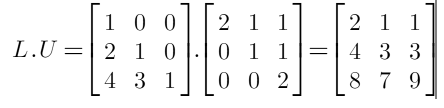 L.U = [1 0 0; 2 1 0; 4 3 1] . [2 1 1; 0 1 1; 0 0 2] = [2 1 1; 4 3 3; 8 7 9]